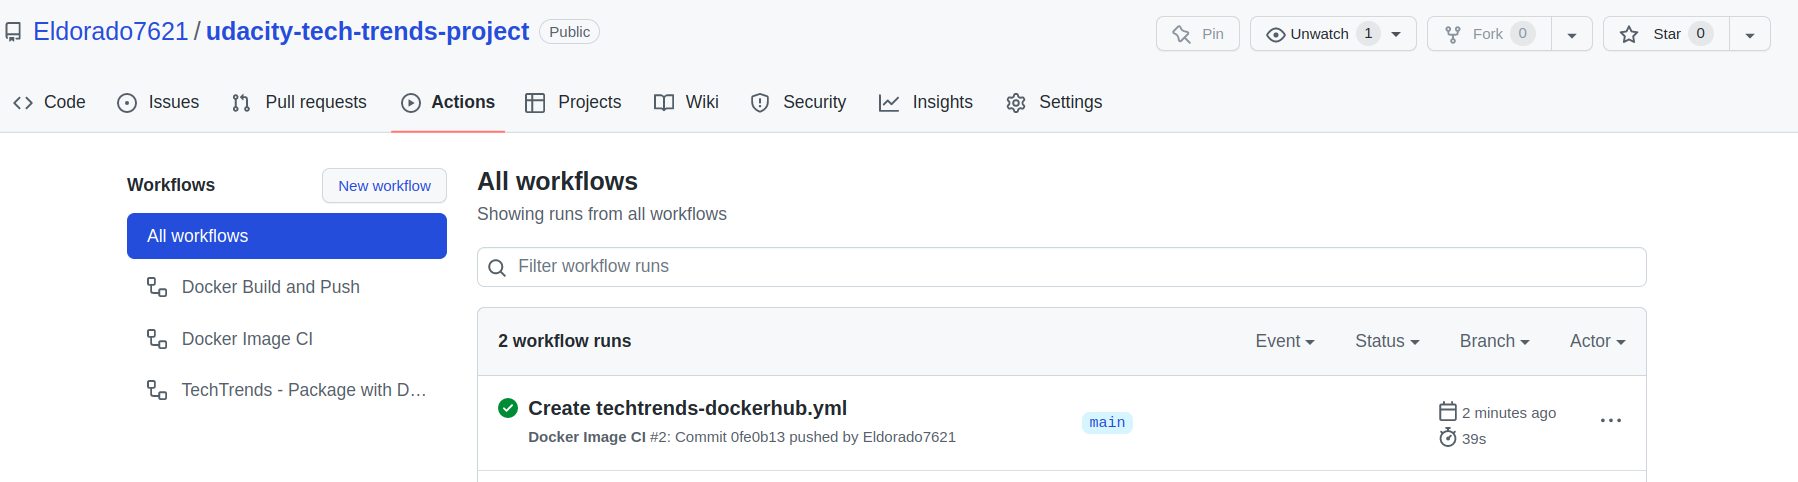 Eldorado7621 / udacity-tech-trends-project Public Pin Unwatch 1 Fork 0 Star 0
Code Issues Pull requests Actions Projects Wiki Security Insights Settings
Workflows New workflow
All workflows
Docker Build and Push
Docker Image CI
TechTrends - Package with D...
All workflows
Showing runs from all workflows
Filter workflow runs
2 workflow runs Event Status Branch Actor
Create techtrends-dockerhub.yml
Docker Image CI #2: Commit 0fe0b13 pushed by Eldorado7621
main
2 minutes ago
39s